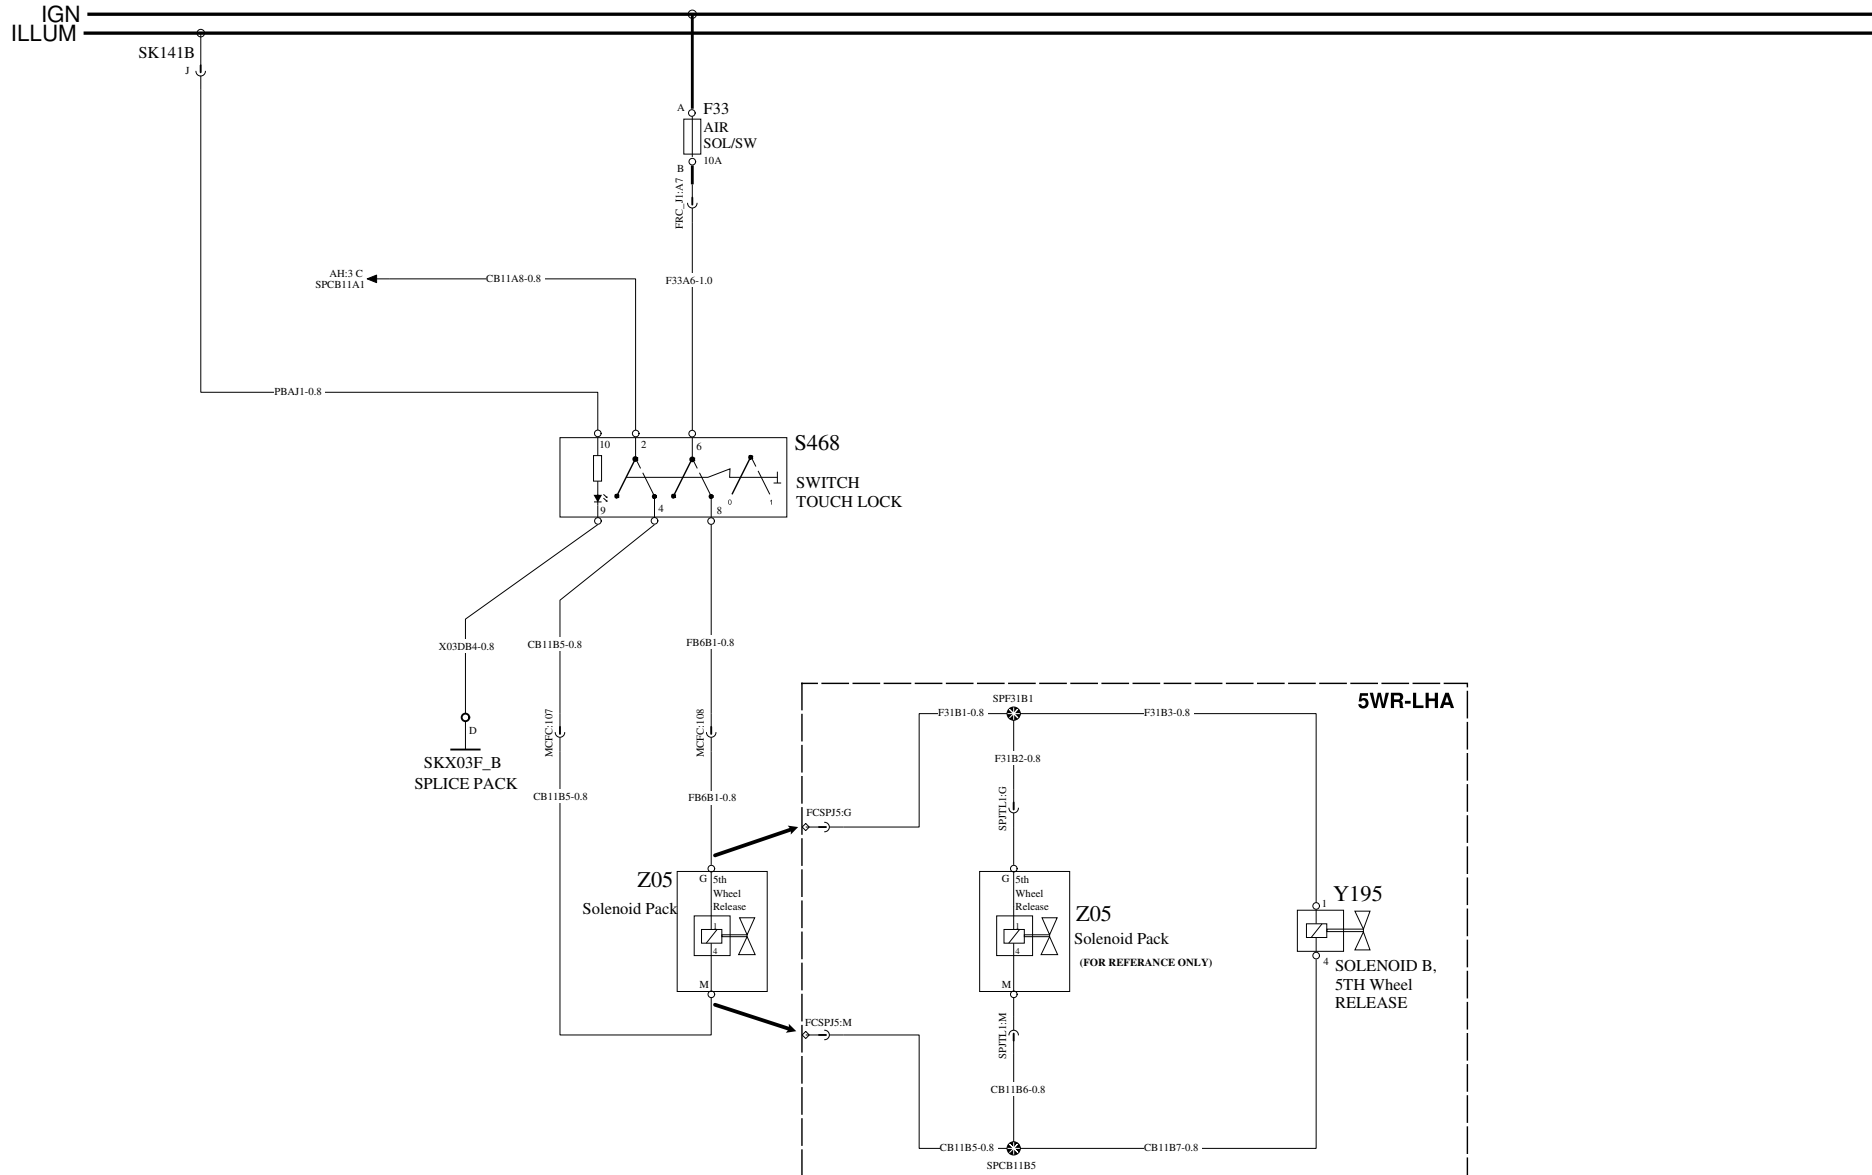 IGN
ILLUM
SK141B
J
A
F33
AIR
SOL/SW
10A
B
FRC_J1:A7
AH:3 C
SPCB11A1
CB11A8-0.8
F33A6-1.0
PBAJ1-0.8
10
2
6
S468
SWITCH
TOUCH LOCK
0
1
9
4
8
X03DB4-0.8
CB11B5-0.8
FB6B1-0.8
D
SKX03F_B
SPLICE PACK
MCFC:107
MCFC:108
CB11B5-0.8
FB6B1-0.8
Z05
Solenoid Pack
G
5th
Wheel
Release
1
4
M
5WR-LHA
SPF31B1
F31B1-0.8
F31B3-0.8
F31B2-0.8
SPJTL1:G
FCSPJ5:G
G
5th
Wheel
Release
1
4
M
Z05
Solenoid Pack
(FOR REFERANCE ONLY)
Y195
1
4
SOLENOID B,
5TH Wheel
RELEASE
FCSPJ5:M
SPJTL1:M
CB11B6-0.8
CB11B5-0.8
CB11B7-0.8
SPCB11B5